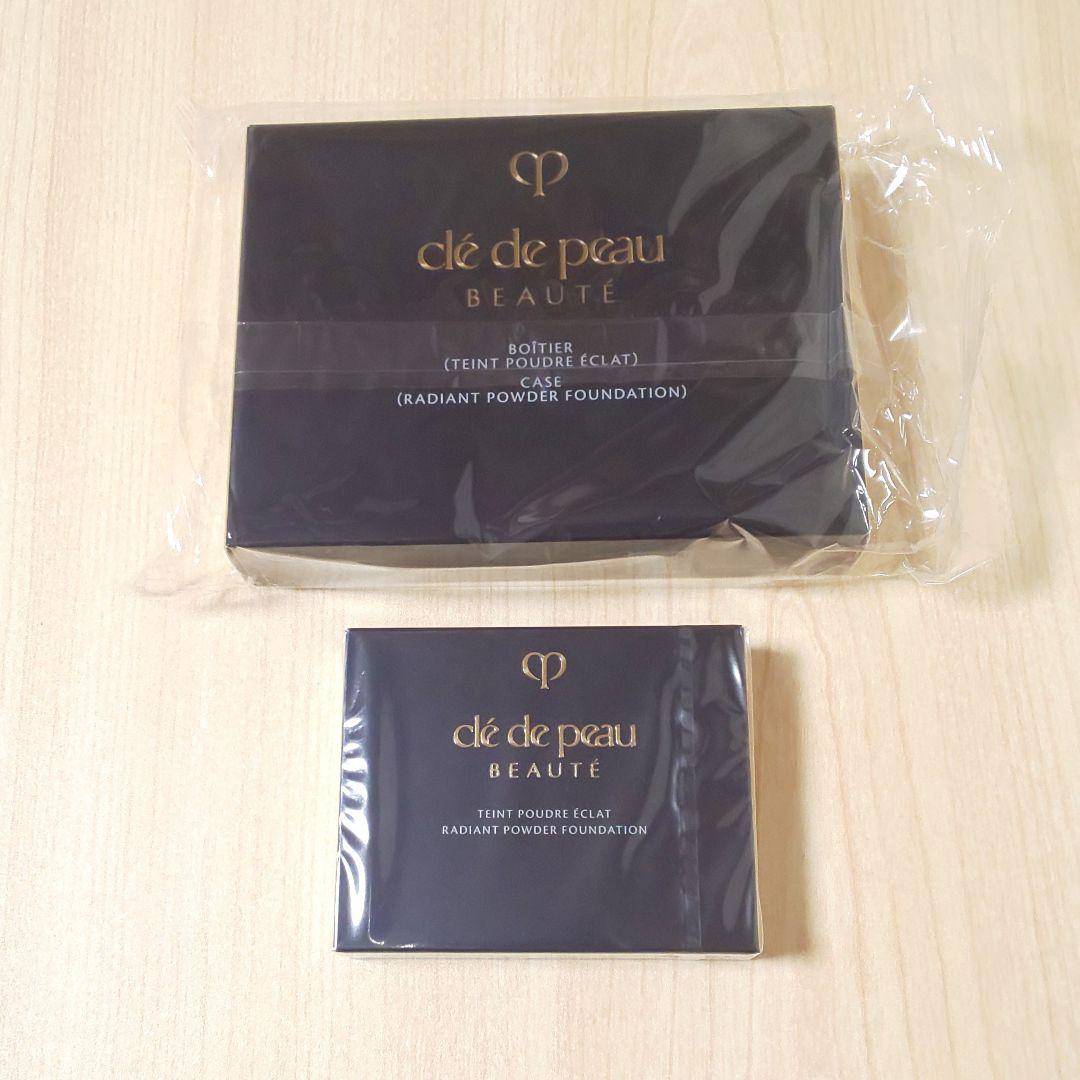 clé de peau
BEAUTÉ
BOÎTIER
(TEINT POUDRE ÉCLAT)
CASE
(RADIANT POWDER FOUNDATION)
clé de peau
BEAUTÉ
TEINT POUDRE ÉCLAT
RADIANT POWDER FOUNDATION